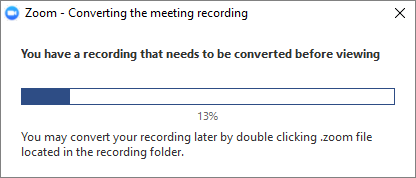 Zoom - Converting the meeting recording
You have a recording that needs to be converted before viewing
13%
You may convert your recording later by double clicking .zoom file
located in the recording folder.